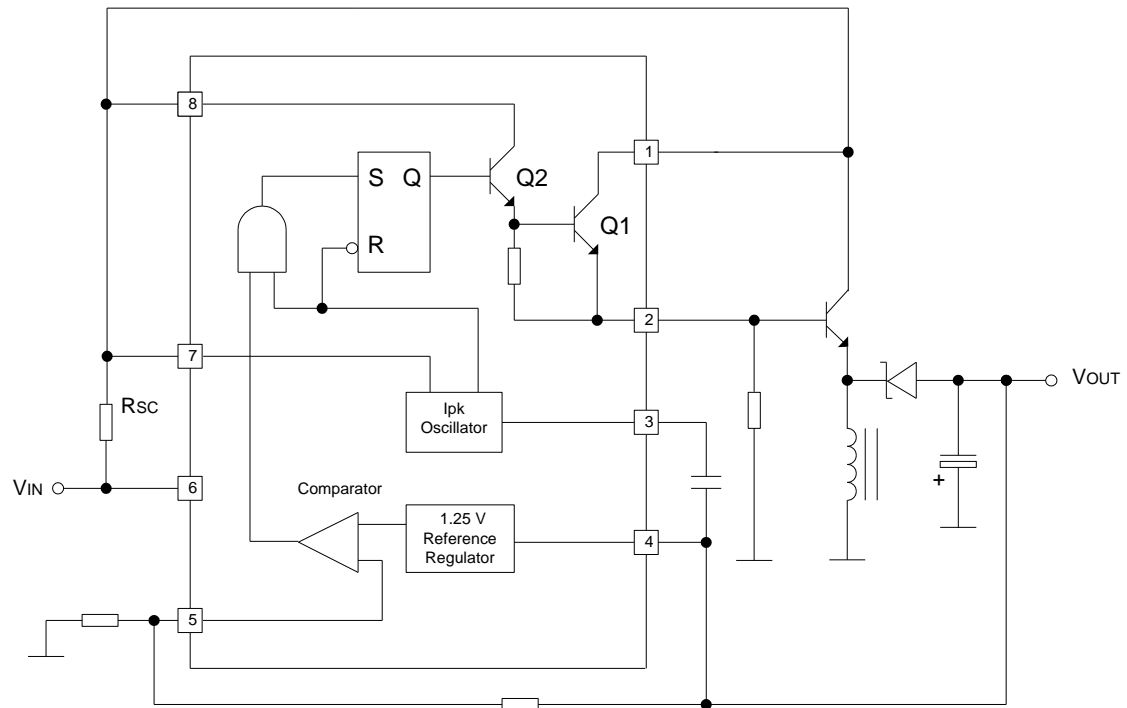 8
1
S Q
Q2
Q1
R
2
7
VOUT
RSC
Ipk
Oscillator
3
VIN
6
Comparator
+
1.25 V
Reference
Regulator
4
5